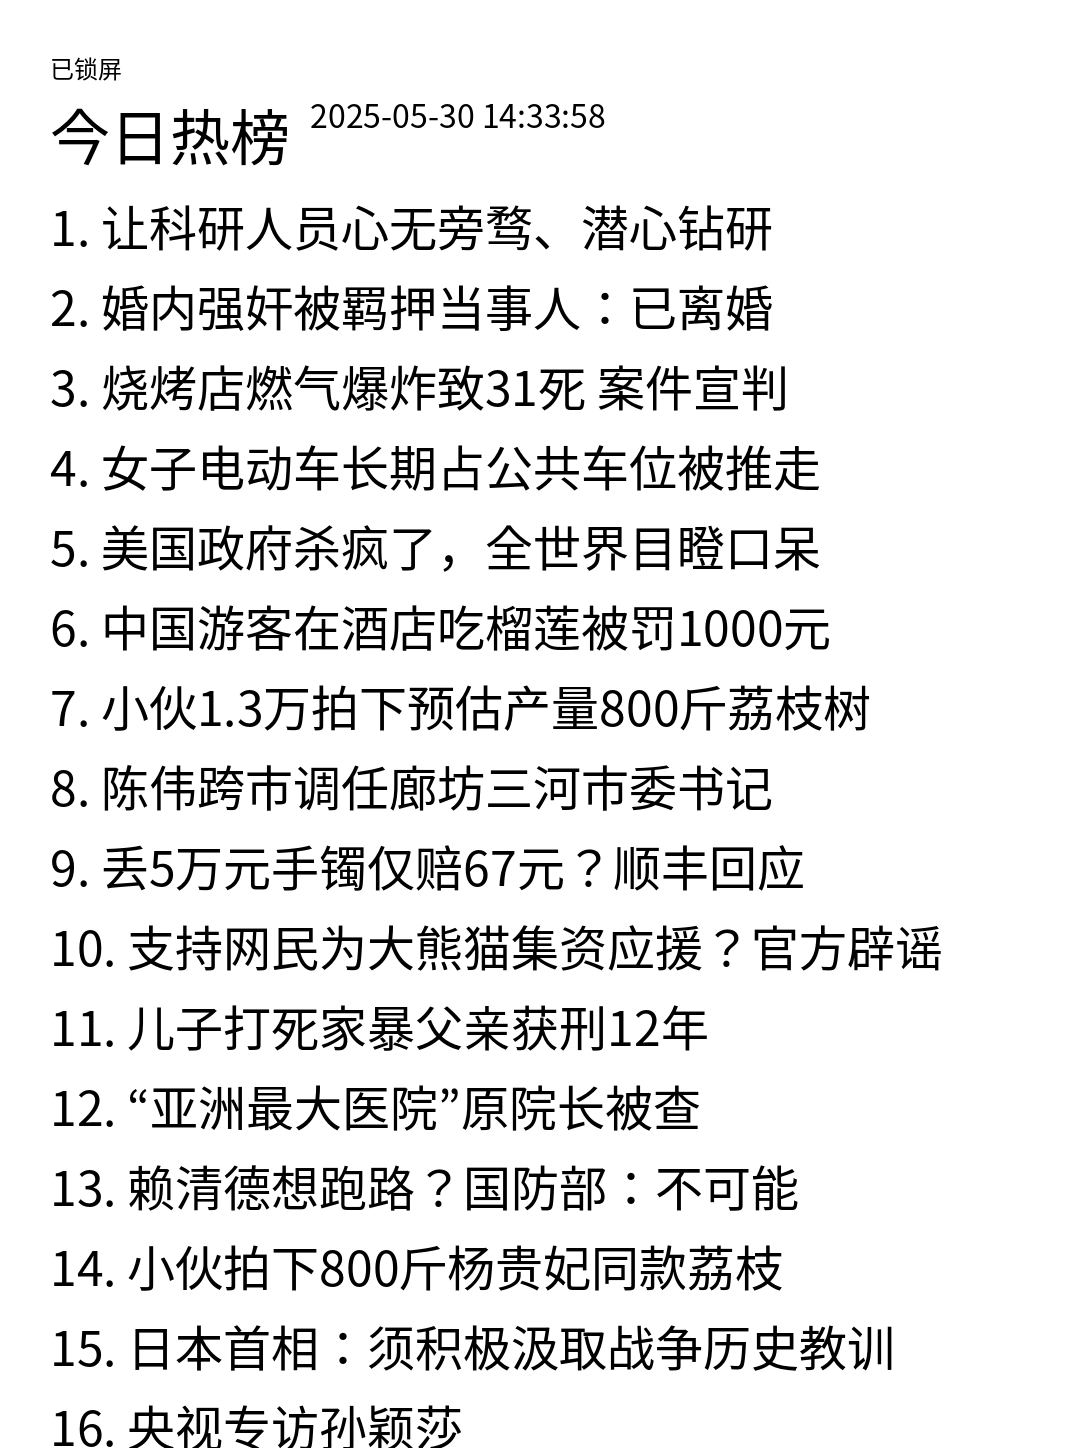 已锁屏
今日热榜 2025-05-30 14:33:58
1. 让科研人员心无旁骛、潜心钻研
2. 婚内强奸被羁押当事人：已离婚
3. 烧烤店燃气爆炸致31死 案件宣判
4. 女子电动车长期占公共车位被推走
5. 美国政府杀疯了，全世界目瞪口呆
6. 中国游客在酒店吃榴莲被罚1000元
7. 小伙1.3万拍下预估产量800斤荔枝树
8. 陈伟跨市调任廊坊三河市委书记
9. 丢5万元手镯仅赔67元？顺丰回应
10. 支持网民为大熊猫集资应援？官方辟谣
11. 儿子打死家暴父亲获刑12年
12. “亚洲最大医院”原院长被查
13. 赖清德想跑路？国防部：不可能
14. 小伙拍下800斤杨贵妃同款荔枝
15. 日本首相：须积极汲取战争历史教训
16. 央视专访孙颖莎